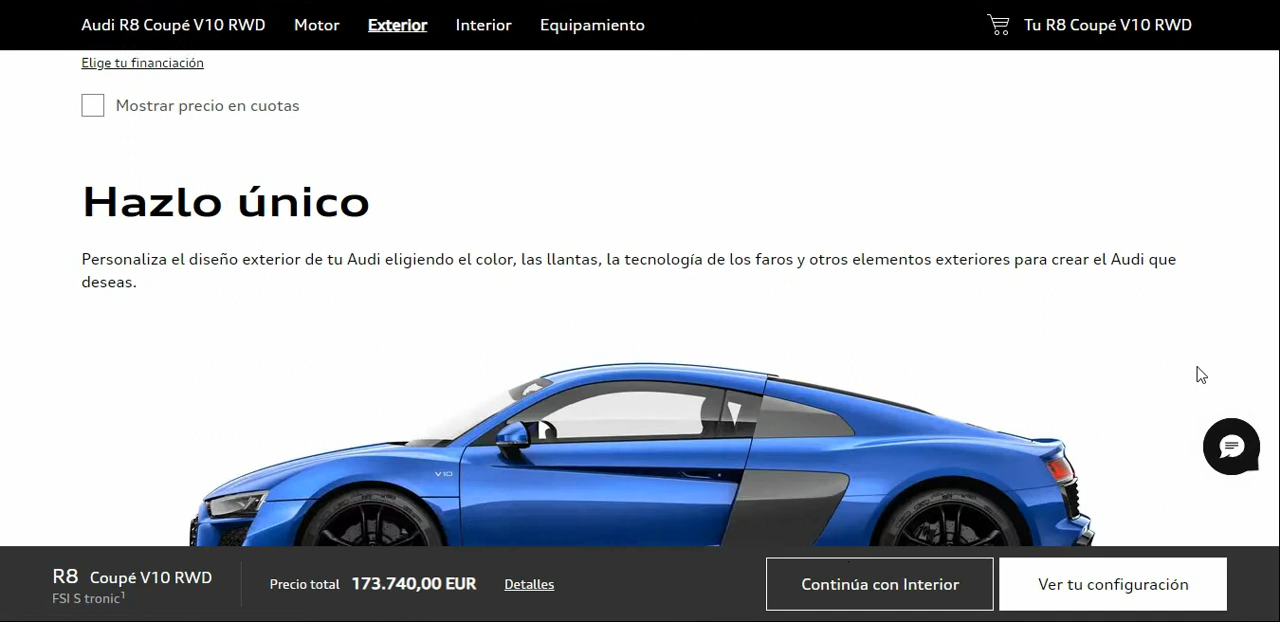 Audi R8 Coupé V10 RWD Motor Exterior Interior Equipamiento Tu R8 Coupé V10 RWD
Elige tu financiación
Mostrar precio en cuotas
Hazlo único
Personaliza el diseño exterior de tu Audi eligiendo el color, las llantas, la tecnología de los faros y otros elementos exteriores para crear el Audi que
deseas.
V10
R8 Coupé V10 RWD
FSI S tronic1
Precio total 173.740,00 EUR Detalles
Continúa con Interior
Ver tu configuración